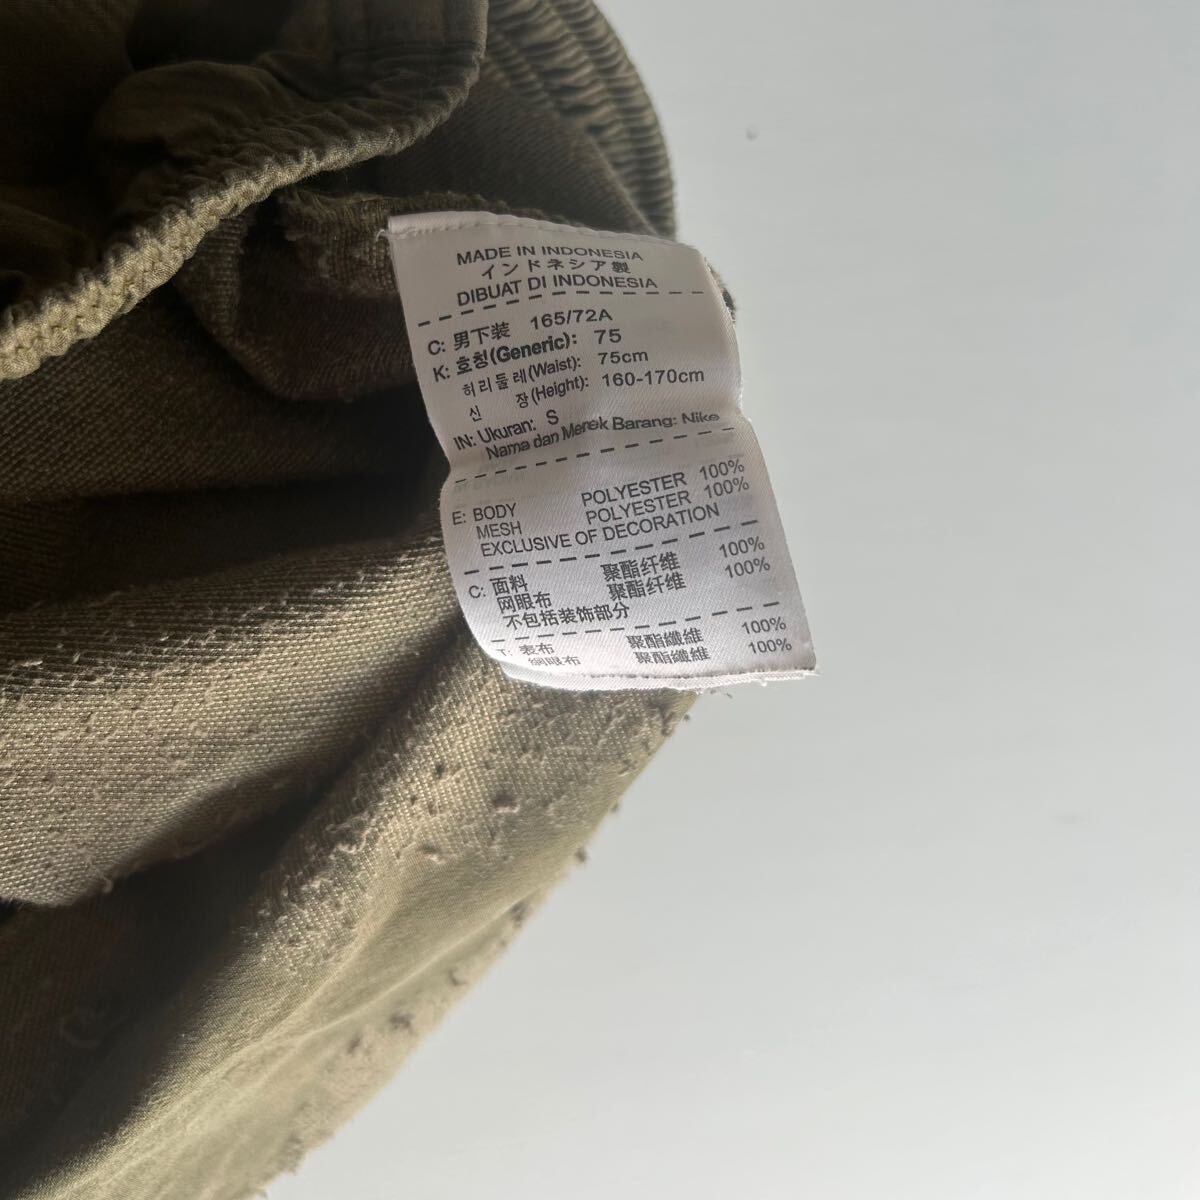 MADE IN INDONESIA
インドネシア製
DIBUAT DI INDONESIA
C: 男下装 165/72A
K: 호칭(Generic): 75
허리둘레(Waist): 75cm
신 장(Height): 160-170cm
IN: Ukuran: S
Nama dan Merek Barang: Nike
E: BODY POLYESTER 100%
MESH POLYESTER 100%
EXCLUSIVE OF DECORATION
C: 面料 聚酯纤维 100%
网眼布 聚酯纤维 100%
不包括装饰部分
T: 表布 聚酯纖維 100%
網眼布 聚酯纖維 100%